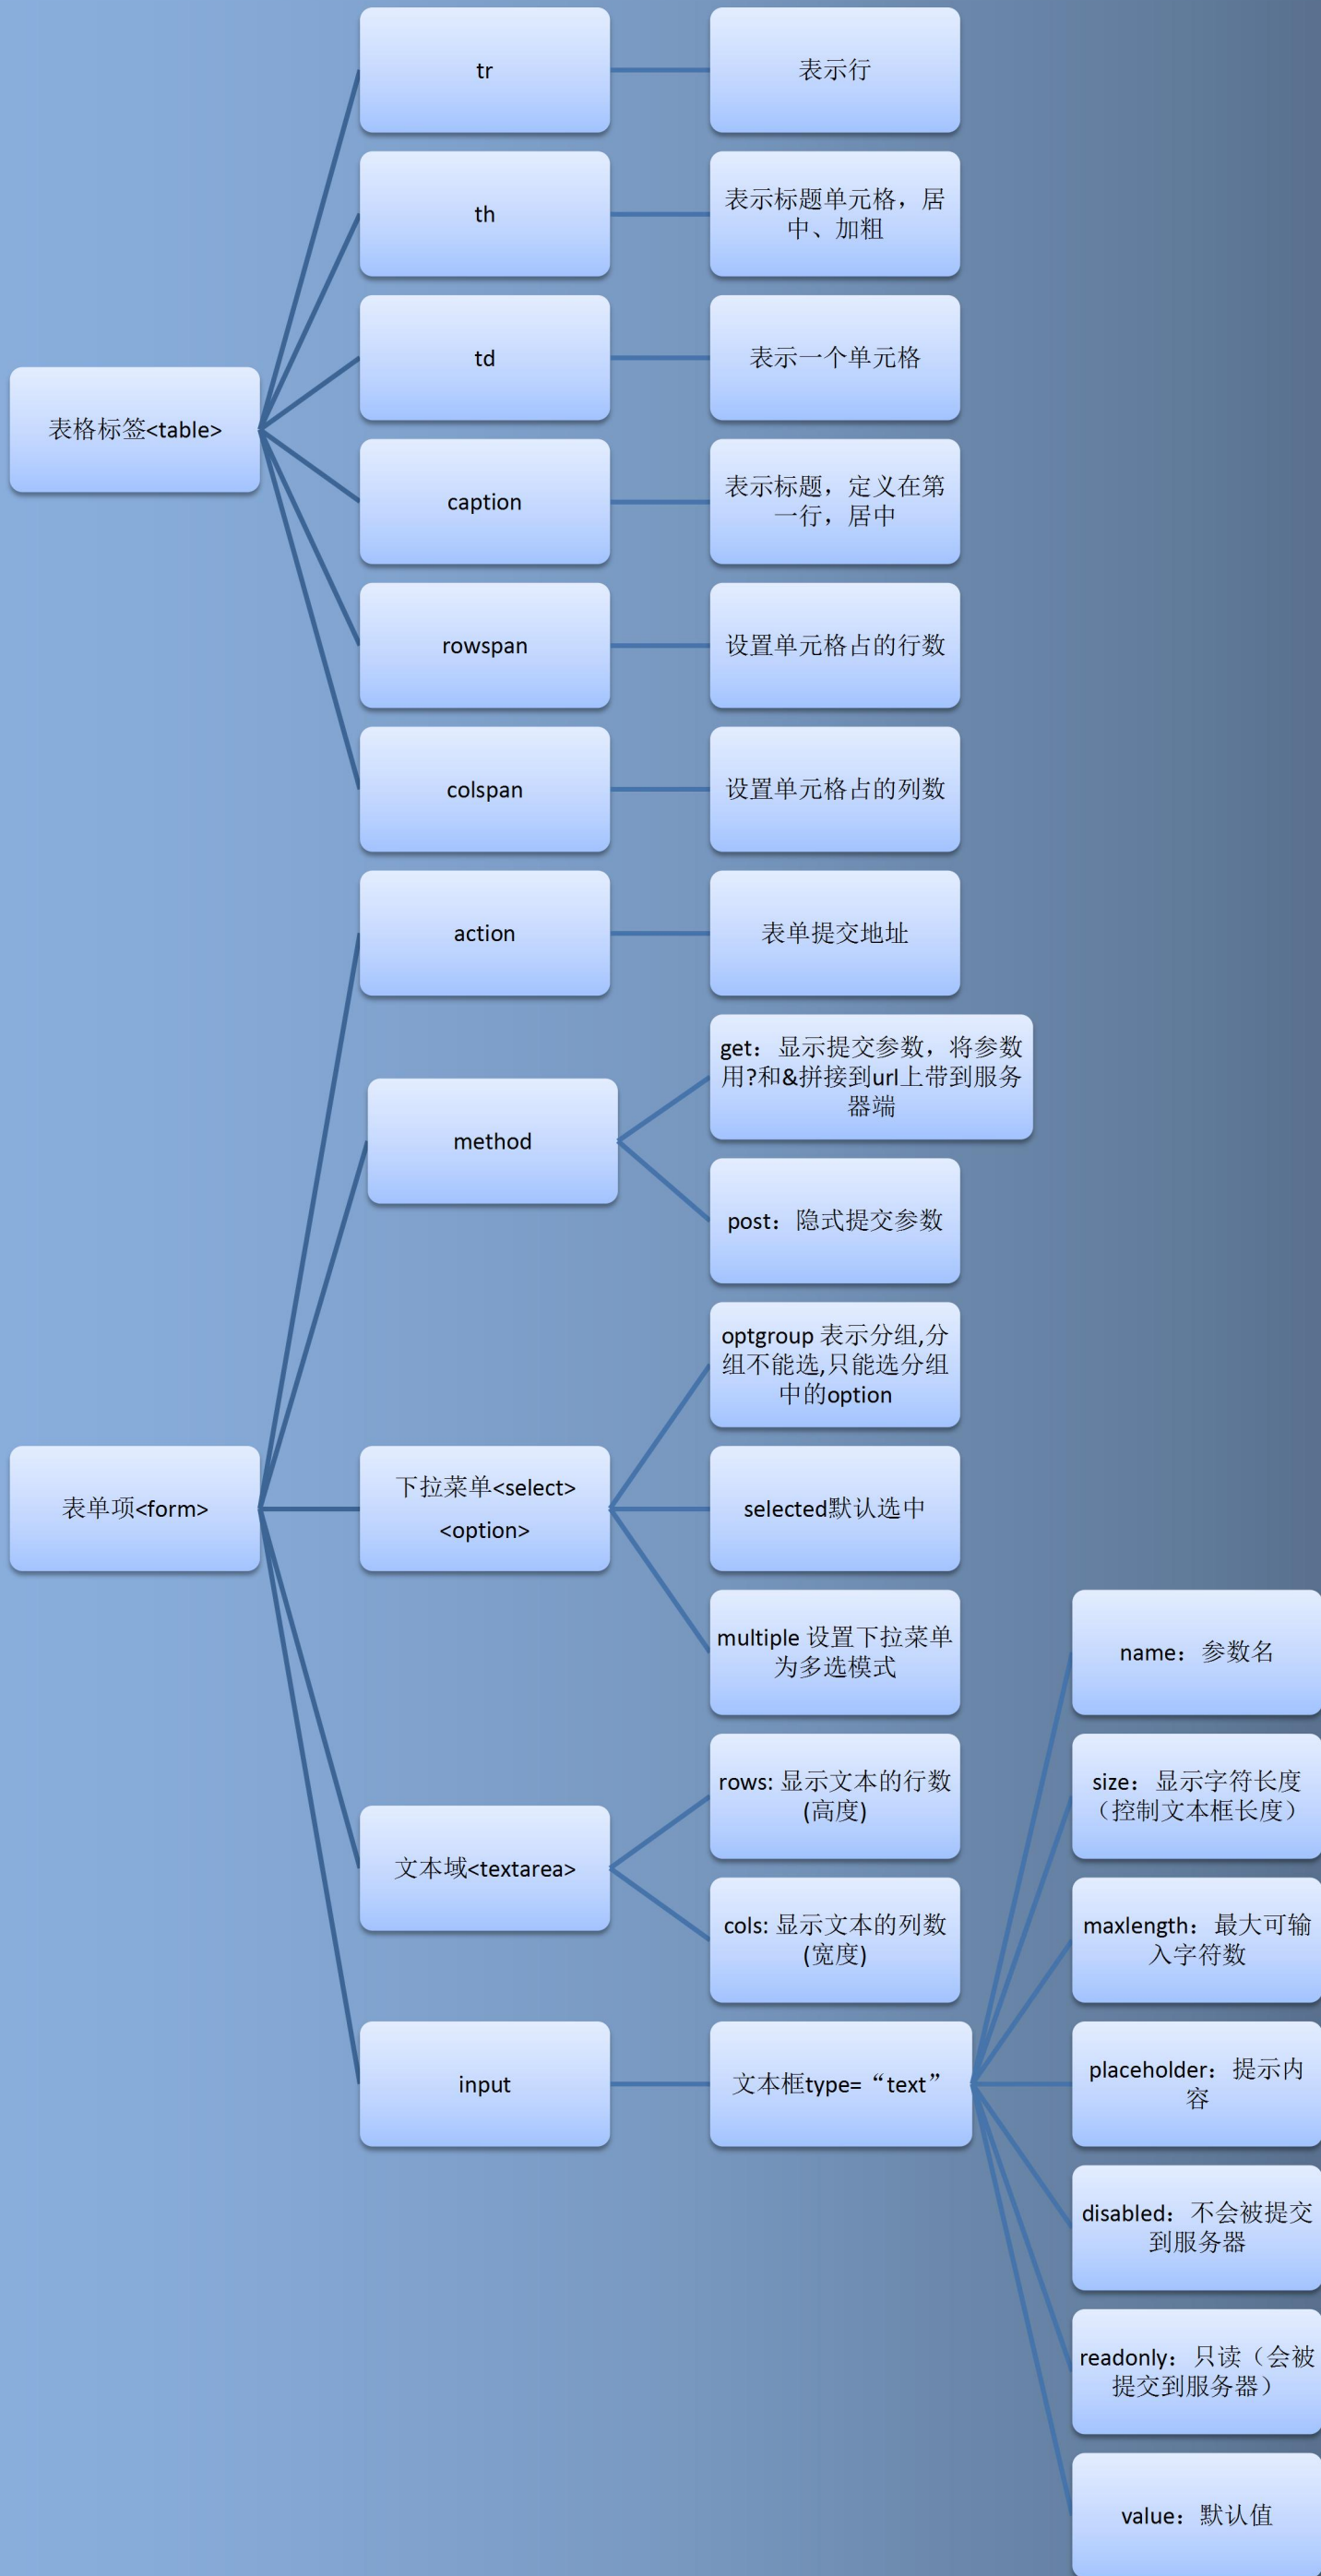 表格标签<table>
tr
表示行
th
表示标题单元格，居
中、加粗
td
表示一个单元格
caption
表示标题，定义在第
一行，居中
rowspan
设置单元格占的行数
colspan
设置单元格占的列数
表单项<form>
action
表单提交地址
method
get：显示提交参数，将参数
用?和&拼接到url上带到服务
器端
post：隐式提交参数
下拉菜单<select>
<option>
optgroup 表示分组,分
组不能选,只能选分组
中的option
selected默认选中
multiple 设置下拉菜单
为多选模式
文本域<textarea>
rows: 显示文本的行数
(高度)
cols: 显示文本的列数
(宽度)
input
文本框type=“text”
name：参数名
size：显示字符长度
（控制文本框长度）
maxlength：最大可输
入字符数
placeholder：提示内
容
disabled：不会被提交
到服务器
readonly：只读（会被
提交到服务器）
value：默认值